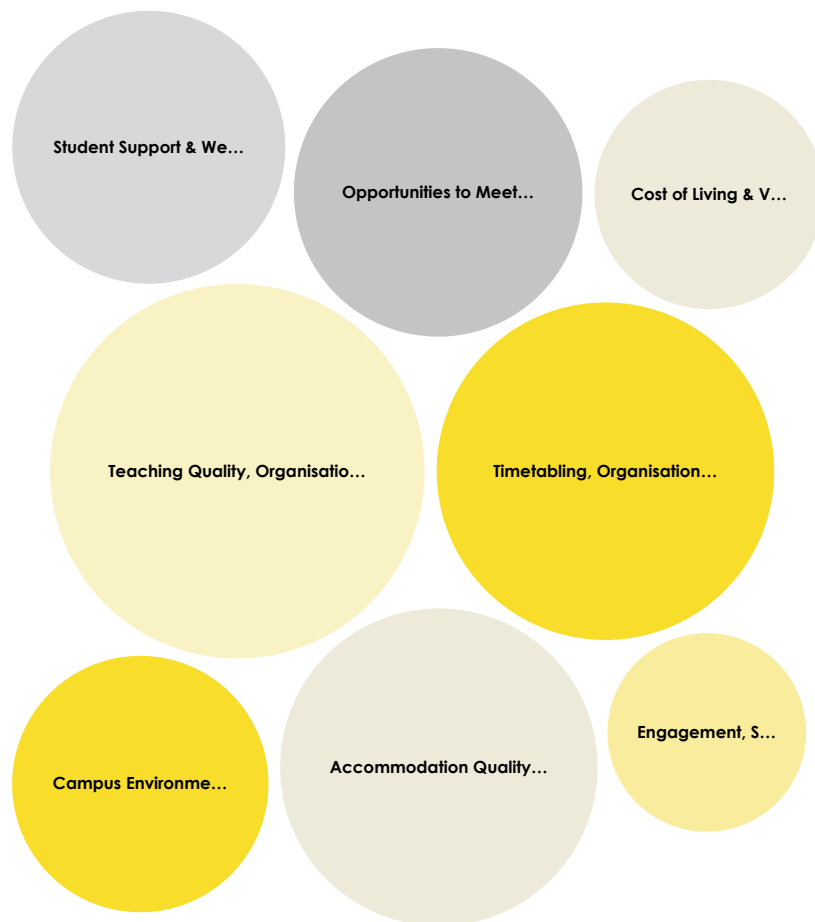 Student Support & We...
Opportunities to Meet...
Cost of Living & V...
Teaching Quality, Organisatio...
Timetabling, Organisation...
Engagement, S...
Accommodation Quality...
Campus Environme...